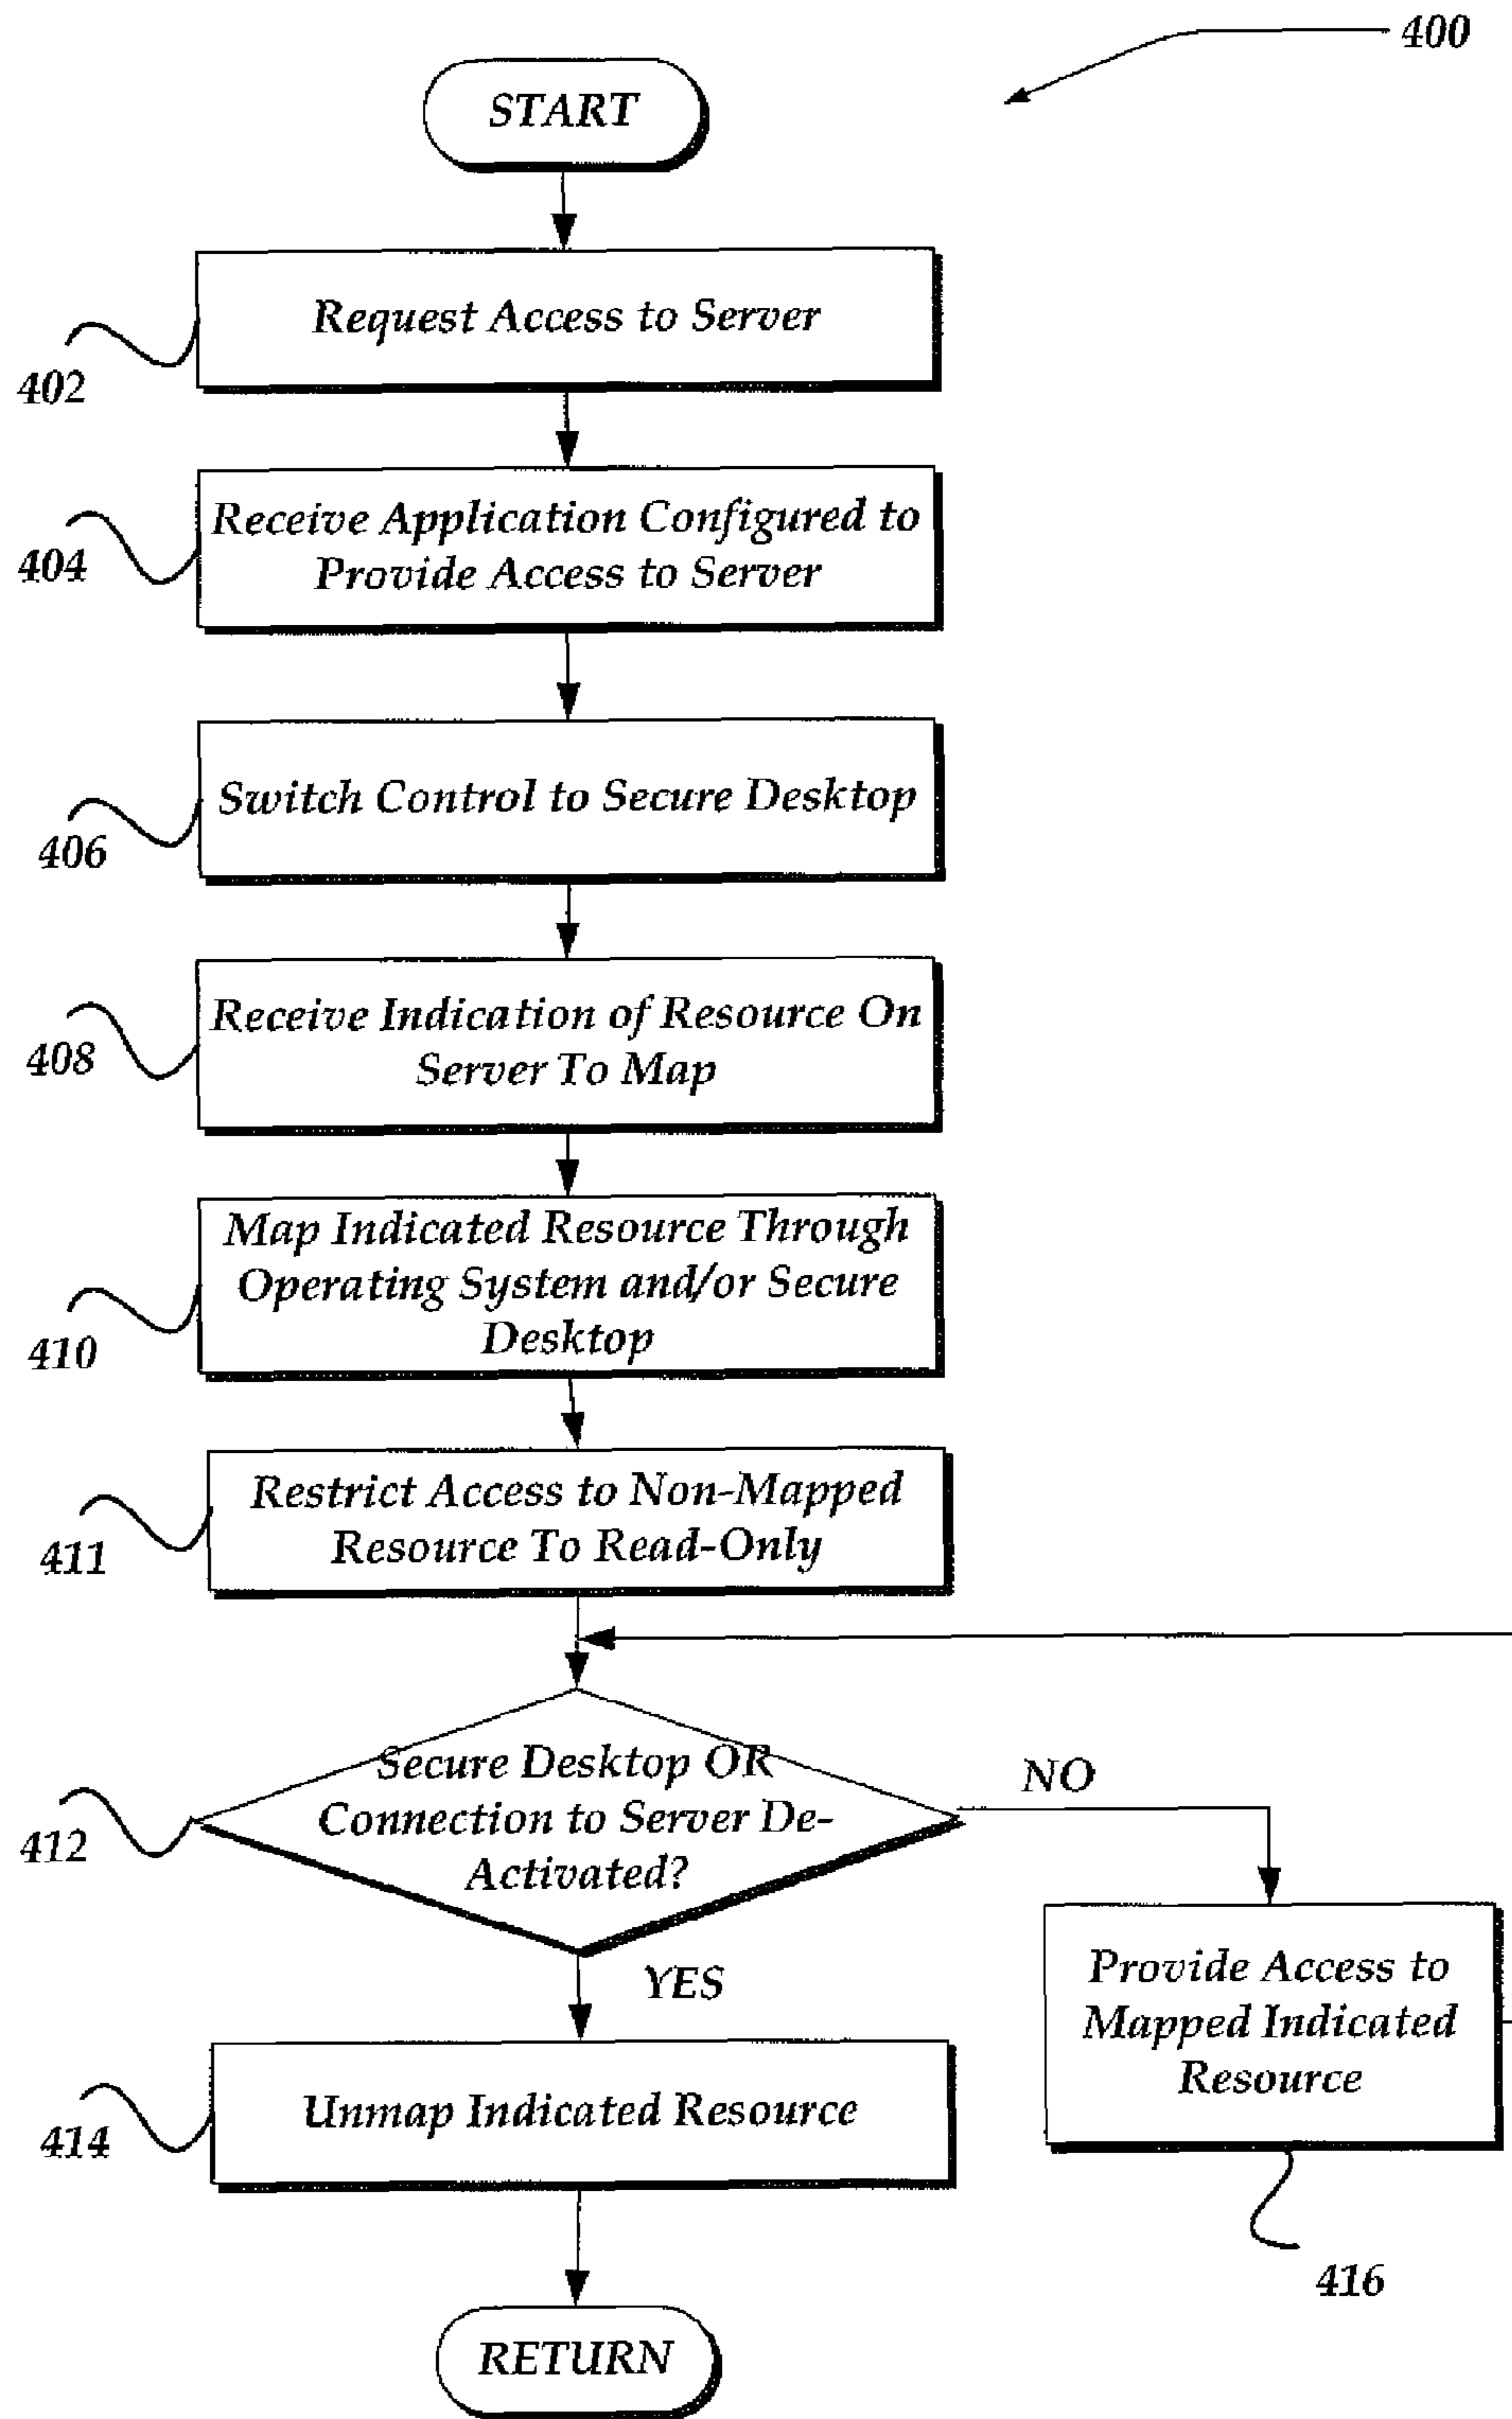 400
START
Request Access to Server
402
Receive Application Configured to
Provide Access to Server
404
Switch Control to Secure Desktop
406
Receive Indication of Resource On
Server To Map
408
Map Indicated Resource Through
Operating System and/or Secure
Desktop
410
Restrict Access to Non-Mapped
Resource To Read-Only
411
Secure Desktop OR
Connection to Server De-
Activated?
412
NO
YES
Provide Access to
Mapped Indicated
Resource
416
Unmap Indicated Resource
414
RETURN